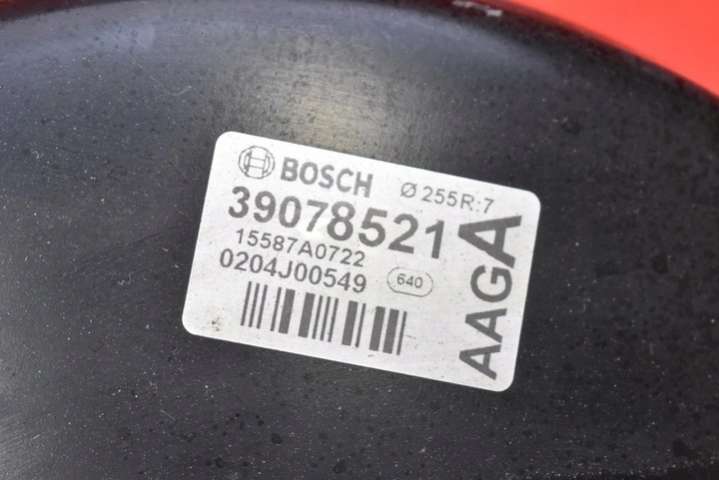 BOSCH Ø 255R:7
39078521
15587A0722
0204J00549 640
AAGA